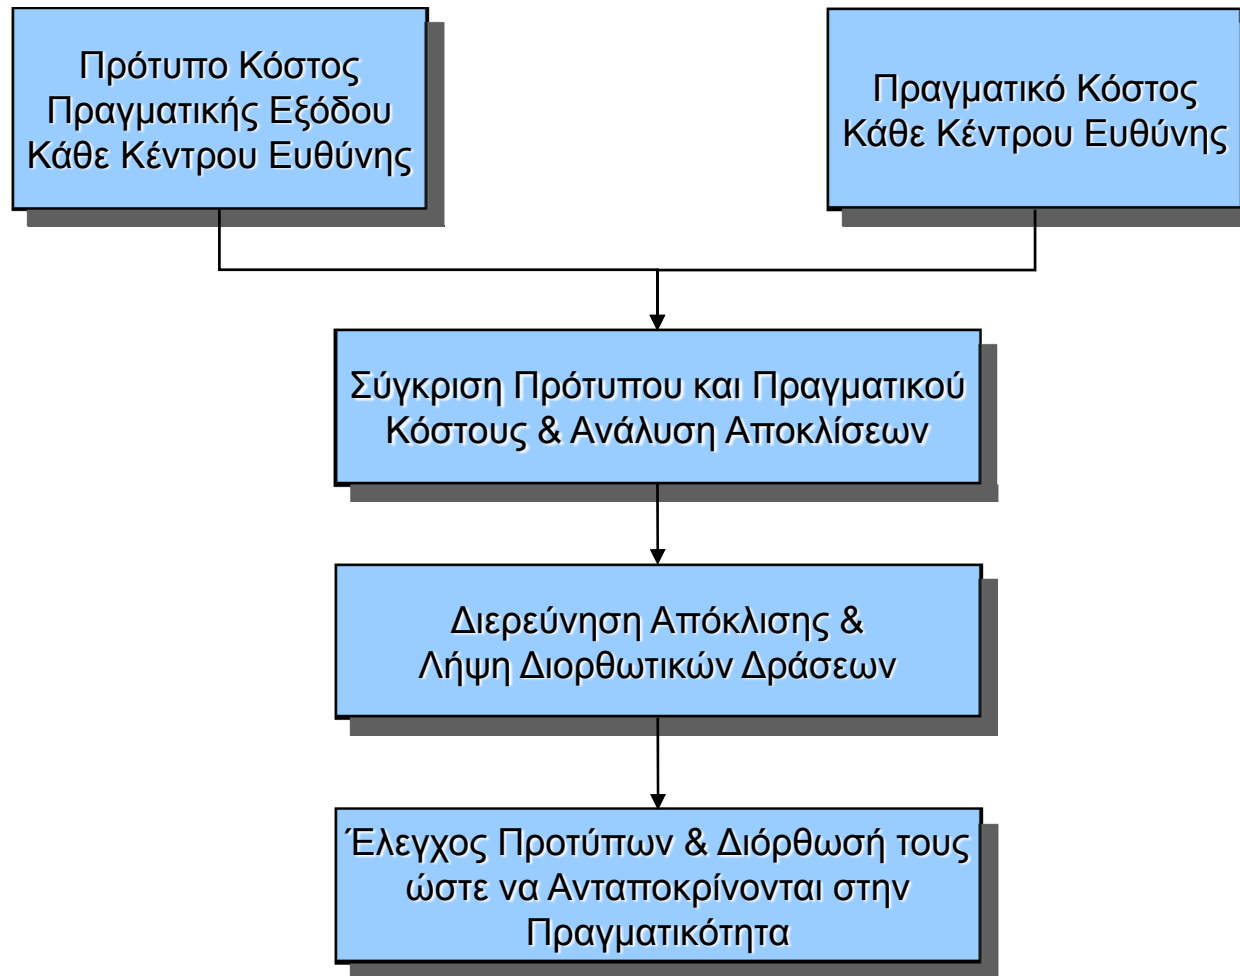 Πρότυπο Κόστος
Πραγματικής Εξόδου
Κάθε Κέντρου Ευθύνης
Πραγματικό Κόστος
Κάθε Κέντρου Ευθύνης
Σύγκριση Πρότυπου και Πραγματικού
Κόστους & Ανάλυση Αποκλίσεων
Διερεύνηση Απόκλισης &
Λήψη Διορθωτικών Δράσεων
Έλεγχος Προτύπων & Διόρθωσή τους
ώστε να Ανταποκρίνονται στην
Πραγματικότητα